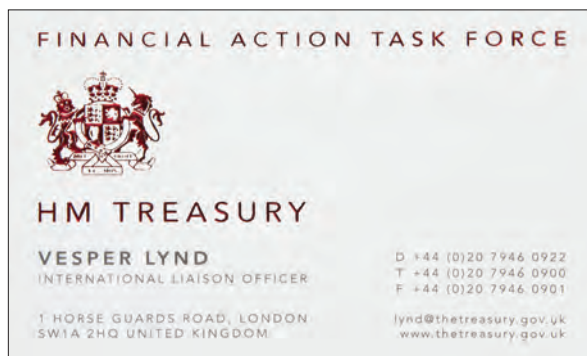 FINANCIAL ACTION TASK FORCE
HM TREASURY
VESPER LYND
INTERNATIONAL LIAISON OFFICER
1 HORSE GUARDS ROAD, LONDON
SW1A 2HQ UNITED KINGDOM
D +44 (0)20 7946 0922
T +44 (0)20 7946 0900
F +44 (0)20 7946 0901
lynd@thetreasury.gov.uk
www.thetreasury.gov.uk